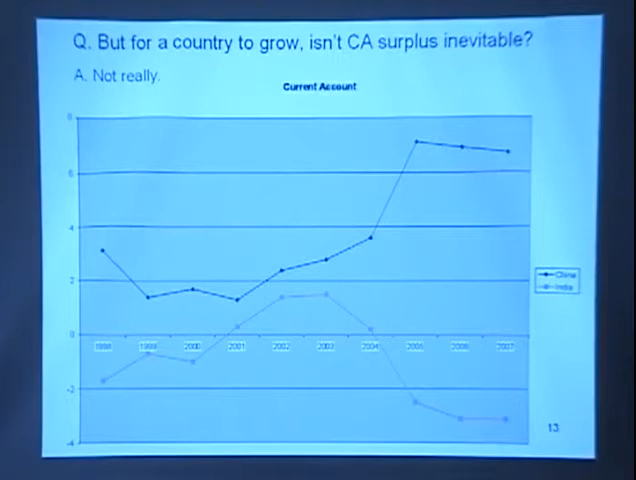 Q. But for a country to grow, isn't CA surplus inevitable?
A. Not really.
Current Account
8
6
4
2
0
-2
-4
1998 1999 2000 2001 2002 2003 2004 2005 2006 2007
China
India
13